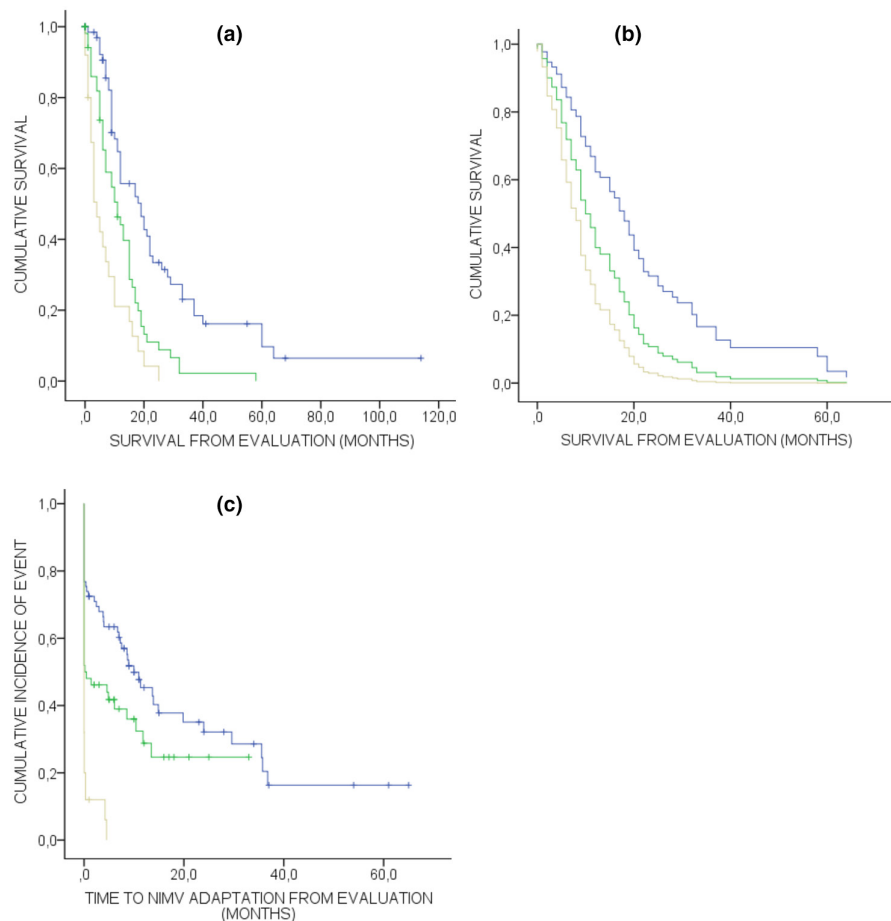 (a)
CUMULATIVE SURVIVAL
1,0
0,8
0,6
0,4
0,2
0,0
,0 20,0 40,0 60,0 80,0 100,0 120,0
SURVIVAL FROM EVALUATION (MONTHS)
(b)
CUMULATIVE SURVIVAL
1,0
0,8
0,6
0,4
0,2
0,0
,0 20,0 40,0 60,0
SURVIVAL FROM EVALUATION (MONTHS)
(c)
CUMULATIVE INCIDENCE OF EVENT
1,0
0,8
0,6
0,4
0,2
0,0
,0 20,0 40,0 60,0
TIME TO NIMV ADAPTATION FROM EVALUATION
(MONTHS)